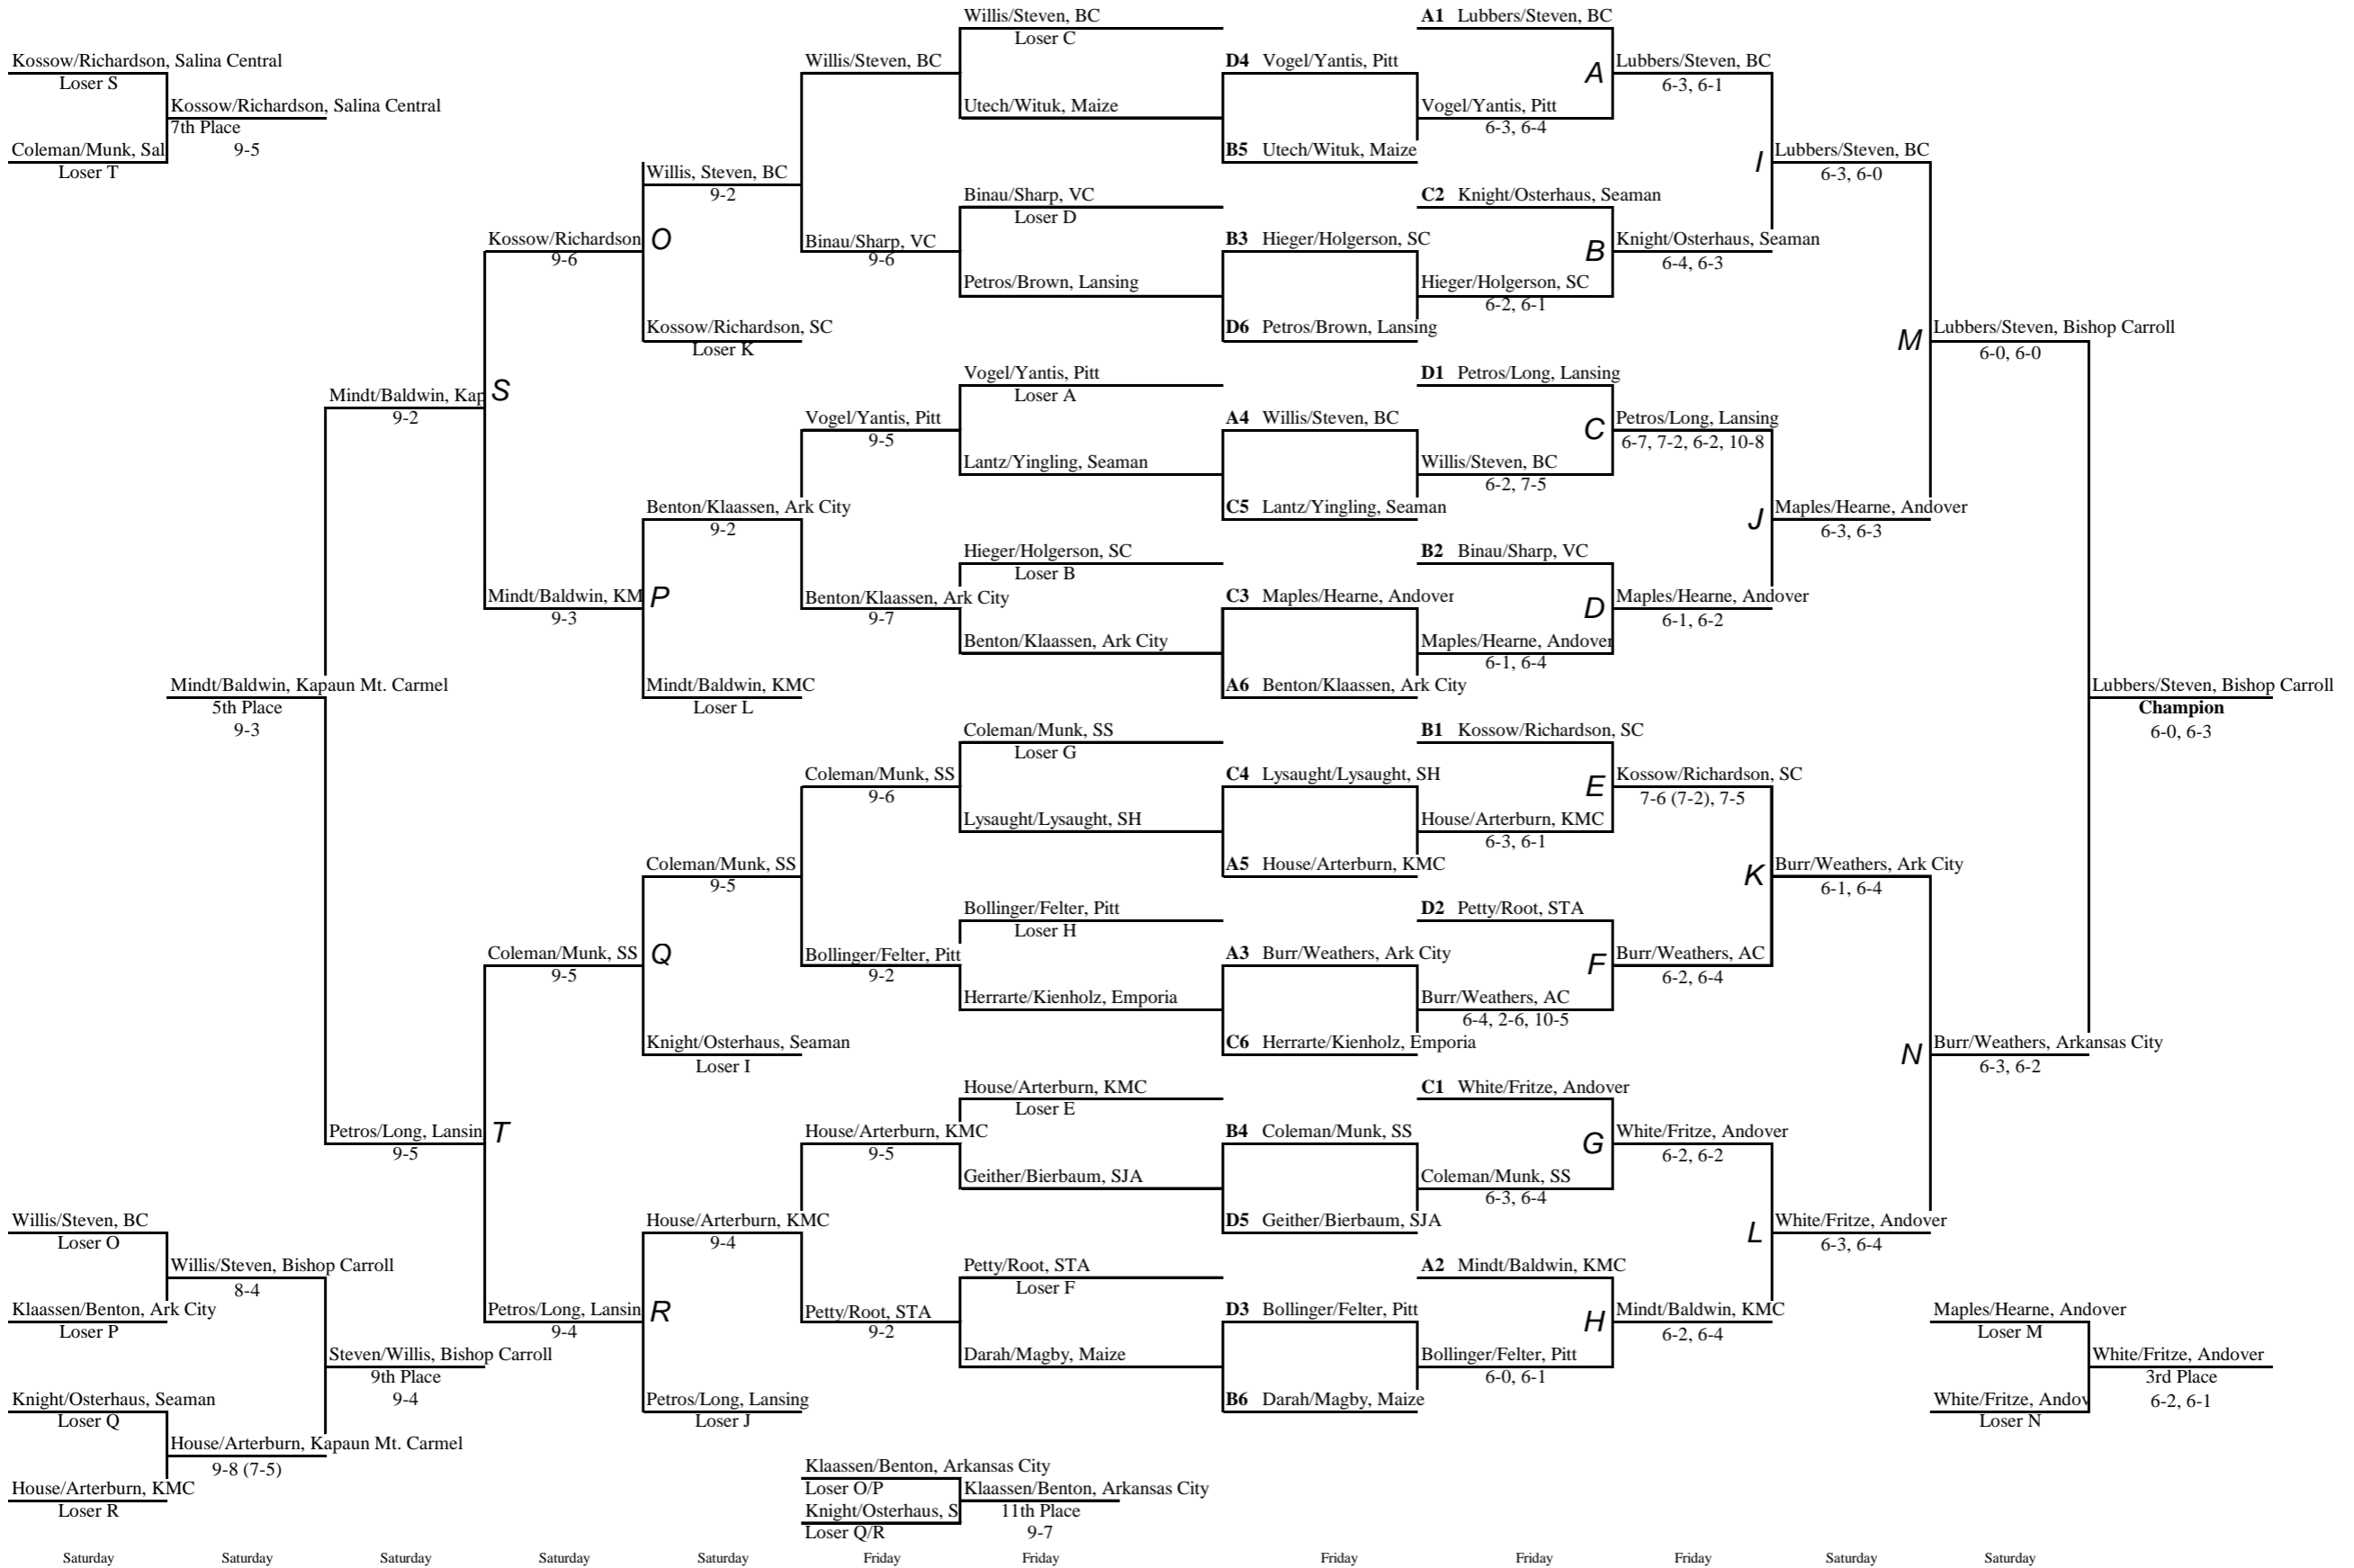 Willis/Steven, BC
Loser C
A1 Lubbers/Steven, BC
Kossow/Richardson, Salina Central
Loser S
Willis/Steven, BC
D4 Vogel/Yantis, Pitt
A
Lubbers/Steven, BC
6-3, 6-1
Kossow/Richardson, Salina Central
7th Place
9-5
Utech/Wituk, Maize
Vogel/Yantis, Pitt
6-3, 6-4
Coleman/Munk, Sal
Loser T
B5 Utech/Wituk, Maize
I
Lubbers/Steven, BC
6-3, 6-0
Willis, Steven, BC
9-2
Binau/Sharp, VC
Loser D
C2 Knight/Osterhaus, Seaman
Kossow/Richardson
9-6
O
Binau/Sharp, VC
9-6
B3 Hieger/Holgerson, SC
B
Knight/Osterhaus, Seaman
6-4, 6-3
Petros/Brown, Lansing
Hieger/Holgerson, SC
6-2, 6-1
Kossow/Richardson, SC
Loser K
D6 Petros/Brown, Lansing
M
Lubbers/Steven, Bishop Carroll
6-0, 6-0
Vogel/Yantis, Pitt
Loser A
D1 Petros/Long, Lansing
Mindt/Baldwin, Kap
9-2
S
Vogel/Yantis, Pitt
9-5
A4 Willis/Steven, BC
C
Petros/Long, Lansing
6-7, 7-2, 6-2, 10-8
Lantz/Yingling, Seaman
Willis/Steven, BC
6-2, 7-5
Benton/Klaassen, Ark City
9-2
C5 Lantz/Yingling, Seaman
J
Maples/Hearne, Andover
6-3, 6-3
Hieger/Holgerson, SC
Loser B
B2 Binau/Sharp, VC
Mindt/Baldwin, KM
9-3
P
Benton/Klaassen, Ark City
9-7
C3 Maples/Hearne, Andover
D
Maples/Hearne, Andover
6-1, 6-2
Benton/Klaassen, Ark City
Maples/Hearne, Andover
6-1, 6-4
Mindt/Baldwin, Kapaun Mt. Carmel
5th Place
9-3
Mindt/Baldwin, KMC
Loser L
A6 Benton/Klaassen, Ark City
Lubbers/Steven, Bishop Carroll
Champion
6-0, 6-3
Coleman/Munk, SS
Loser G
B1 Kossow/Richardson, SC
Coleman/Munk, SS
9-6
C4 Lysaught/Lysaught, SH
E
Kossow/Richardson, SC
7-6 (7-2), 7-5
Lysaught/Lysaught, SH
House/Arterburn, KMC
6-3, 6-1
Coleman/Munk, SS
9-5
A5 House/Arterburn, KMC
K
Burr/Weathers, Ark City
6-1, 6-4
Bollinger/Felter, Pitt
Loser H
D2 Petty/Root, STA
Coleman/Munk, SS
9-5
Q
Bollinger/Felter, Pitt
9-2
A3 Burr/Weathers, Ark City
F
Burr/Weathers, AC
6-2, 6-4
Herrarte/Kienholz, Emporia
Burr/Weathers, AC
6-4, 2-6, 10-5
Knight/Osterhaus, Seaman
Loser I
C6 Herrarte/Kienholz, Emporia
N
Burr/Weathers, Arkansas City
6-3, 6-2
House/Arterburn, KMC
Loser E
C1 White/Fritze, Andover
Petros/Long, Lansin
9-5
T
House/Arterburn, KMC
9-5
B4 Coleman/Munk, SS
G
White/Fritze, Andover
6-2, 6-2
Geither/Bierbaum, SJA
Coleman/Munk, SS
6-3, 6-4
Willis/Steven, BC
Loser O
House/Arterburn, KMC
9-4
D5 Geither/Bierbaum, SJA
L
White/Fritze, Andover
6-3, 6-4
Willis/Steven, Bishop Carroll
8-4
Petty/Root, STA
Loser F
A2 Mindt/Baldwin, KMC
Klaassen/Benton, Ark City
Loser P
Petros/Long, Lansin
9-4
R
Petty/Root, STA
9-2
D3 Bollinger/Felter, Pitt
H
Mindt/Baldwin, KMC
6-2, 6-4
Maples/Hearne, Andover
Loser M
Steven/Willis, Bishop Carroll
9th Place
9-4
Darah/Magby, Maize
Bollinger/Felter, Pitt
6-0, 6-1
White/Fritze, Andover
3rd Place
6-2, 6-1
Knight/Osterhaus, Seaman
Loser Q
Petros/Long, Lansing
Loser J
B6 Darah/Magby, Maize
White/Fritze, Andov
Loser N
House/Arterburn, Kapaun Mt. Carmel
9-8 (7-5)
House/Arterburn, KMC
Loser R
Klaassen/Benton, Arkansas City
Loser O/P
Klaassen/Benton, Arkansas City
11th Place
9-7
Knight/Osterhaus, S
Loser Q/R
Saturday Saturday Saturday Saturday Saturday Friday Friday Friday Friday Friday Saturday Saturday